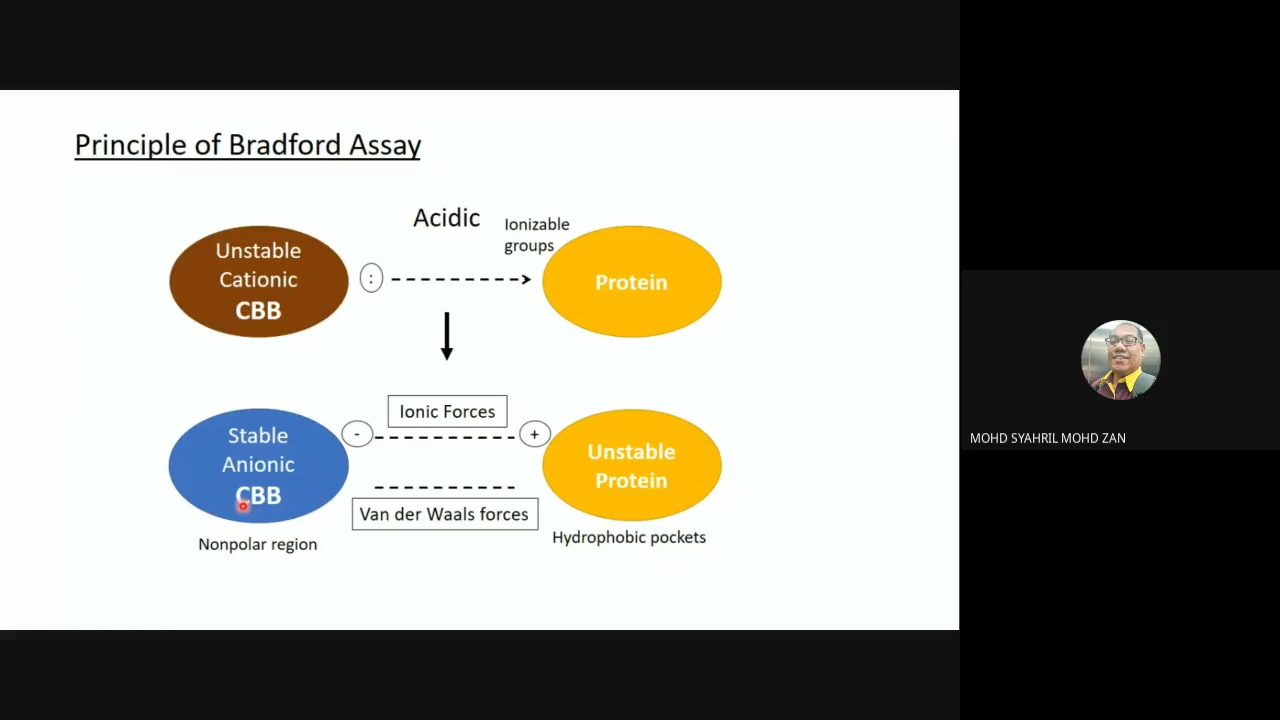 Principle of Bradford Assay
Acidic
Ionizable
groups
Unstable
Cationic
CBB
:
Protein
Ionic Forces
Stable
Anionic
CBB
-
+
Unstable
Protein
Van der Waals forces
Nonpolar region
Hydrophobic pockets
MOHD SYAHRIL MOHD ZAN